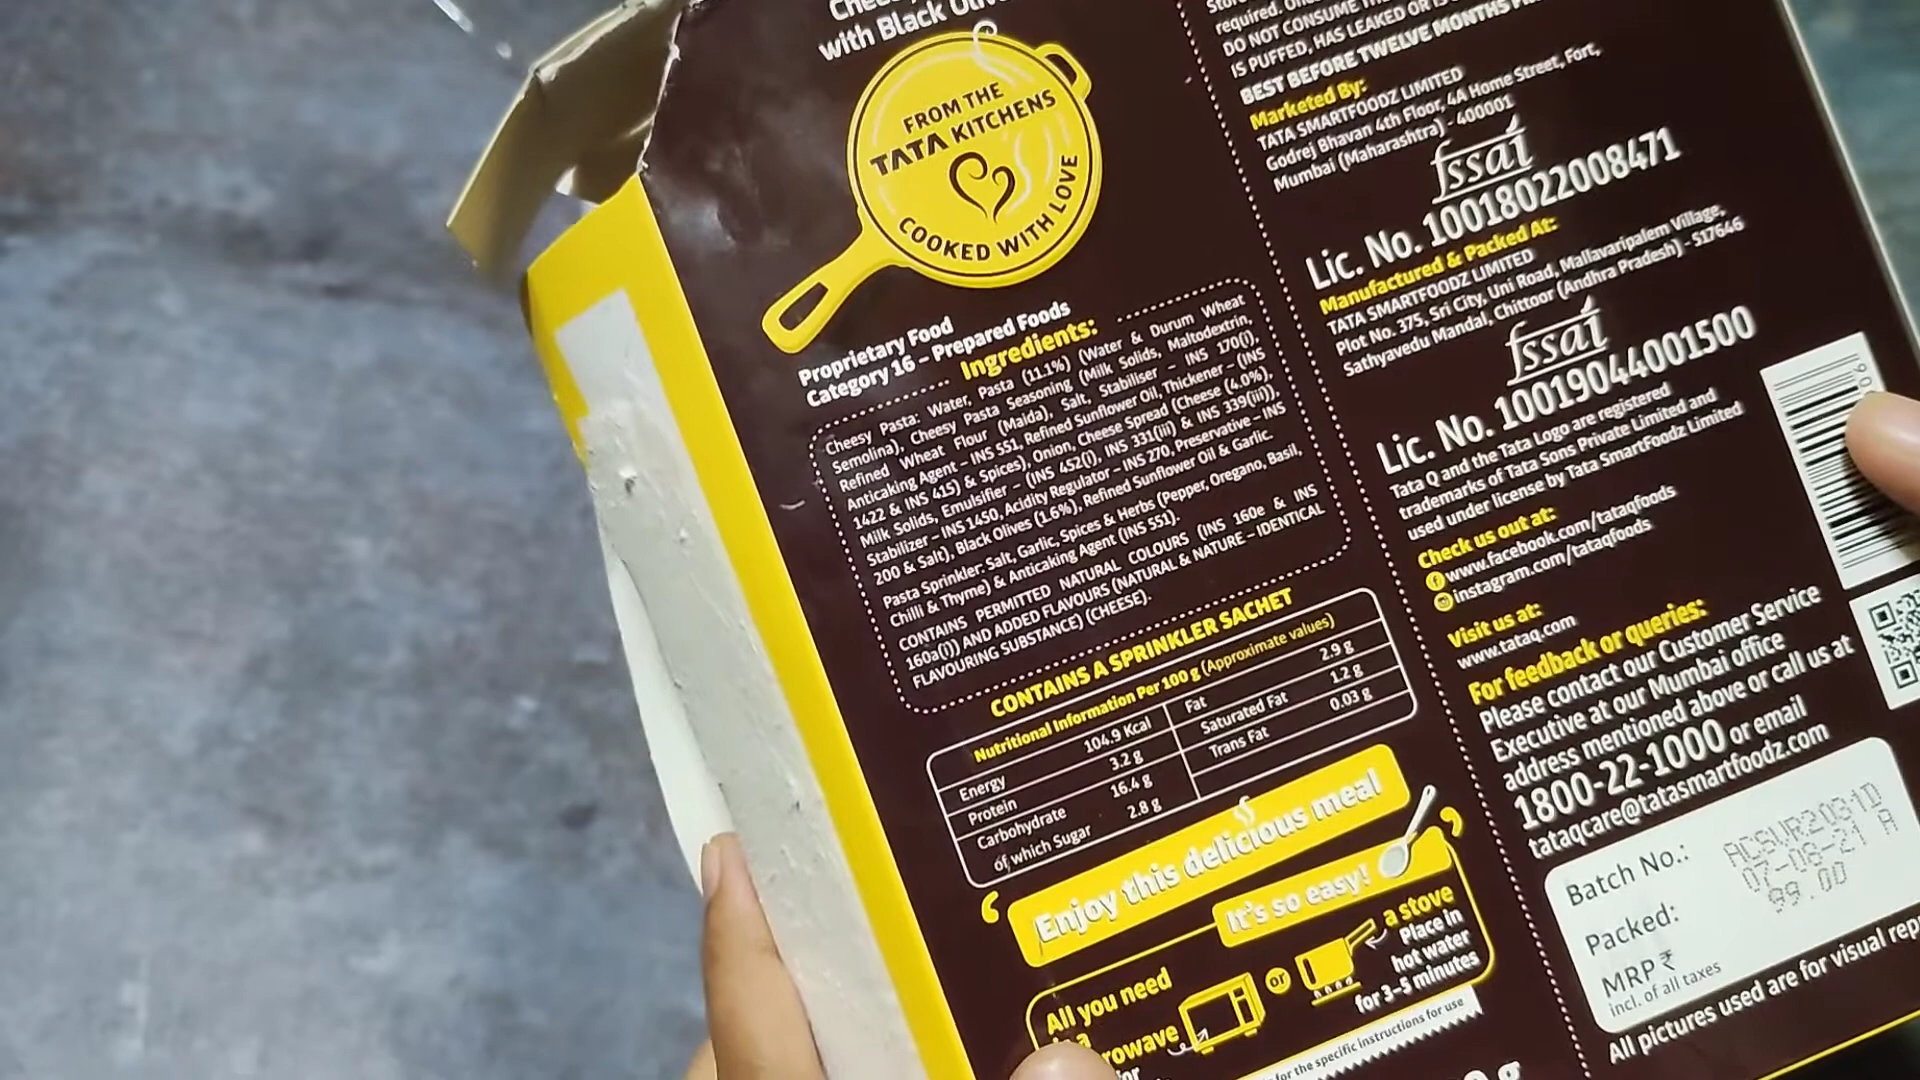 with Black
FROM THE
TATA KITCHENS
COOKED WITH LOVE
Proprietary Food
Category 16 – Prepared Foods
Ingredients:
Cheesy Pasta: Water, Pasta (11.1%) (Water & Durum Wheat
Semolina), Cheesy Pasta Seasoning (Milk Solids, Maltodextrin,
Refined Wheat Flour (Maida), Salt, Stabiliser – INS 170(i),
Anticaking Agent – INS 551, Refined Sunflower Oil, Thickener – (INS
1422 & INS 415) & Spices), Onion, Cheese Spread (Cheese (4.0%),
Milk Solids, Emulsifier – (INS 452(i), INS 331(iii) & INS 339(iii)),
Stabilizer – INS 1450, Acidity Regulator – INS 270, Preservative – INS
200 & Salt), Black Olives (1.6%), Refined Sunflower Oil & Garlic.
Pasta Sprinkler: Salt, Garlic, Spices & Herbs (Pepper, Oregano, Basil,
Chilli & Thyme) & Anticaking Agent (INS 551).
CONTAINS PERMITTED NATURAL COLOURS (INS 160e & INS
160a(i)) AND ADDED FLAVOURS (NATURAL & NATURE – IDENTICAL
FLAVOURING SUBSTANCE) (CHEESE).
CONTAINS A SPRINKLER SACHET
Nutritional Information Per 100 g (Approximate values)
Energy 104.9 Kcal
Protein 3.2 g
Carbohydrate 16.4 g
of which Sugar 2.8 g
Fat 2.9 g
Saturated Fat 1.2 g
Trans Fat 0.03 g
Enjoy this delicious meal
It's so easy!
All you need
is a
or
a stove
Place in
hot water
for 3-5 minutes
for the specific instructions for use
required.
DO NOT CONSUME
IS PUFFED, HAS LEAKED OR
BEST BEFORE TWELVE MONTHS
Marketed By:
TATA SMARTFOODZ LIMITED
Godrej Bhavan 4th Floor, 4A Home Street, Fort,
Mumbai (Maharashtra) - 400001
fssai
Lic. No. 10018022008471
Manufactured & Packed At:
TATA SMARTFOODZ LIMITED
Plot No. 375, Sri City, Uni Road, Mallavaripalem Village,
Sathyavedu Mandal, Chittoor (Andhra Pradesh) - 517646
fssai
Lic. No. 10019044001500
Tata Q and the Tata Logo are registered
trademarks of Tata Sons Private Limited and
used under license by Tata SmartFoodz Limited
Check us out at:
www.facebook.com/tataqfoods
instagram.com/tataqfoods
Visit us at:
www.tataq.com
For feedback or queries:
Please contact our Customer Service
Executive at our Mumbai office
address mentioned above or call us at
1800-22-1000 or email
tataqcare@tatasmartfoodz.com
Batch No.:
Packed: 07-08-21 A
MRP ₹ 99.00
incl. of all taxes
All pictures used are for visual